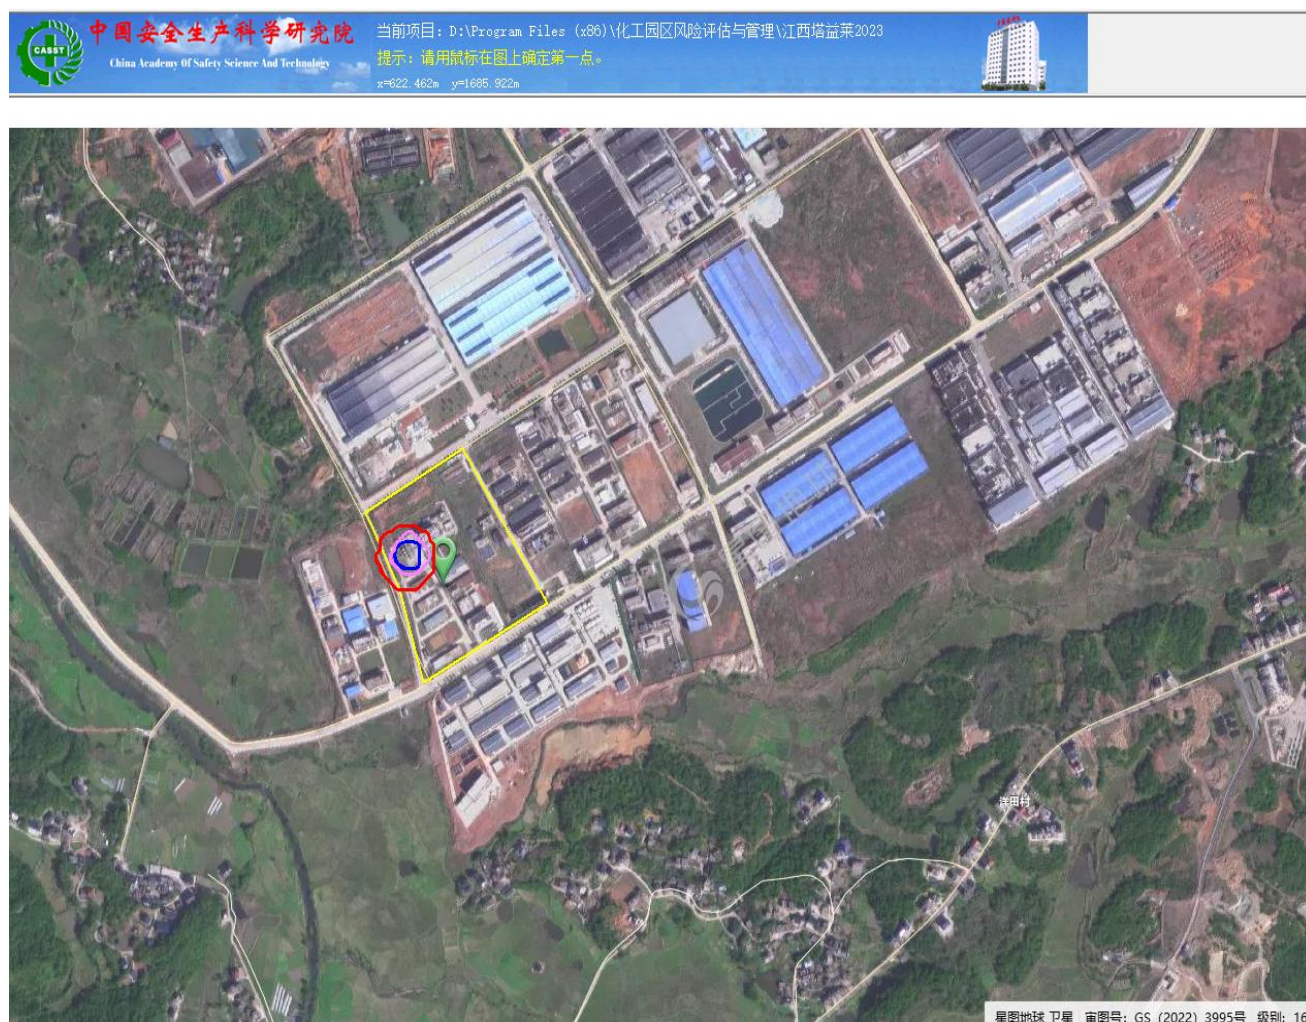 中国安全生产科学研究院
China Academy Of Safety Science And Technology
CASST
当前项目: D:\Program Files (x86)\化工园区风险评估与管理\江西塔益莱2023
提示: 请用鼠标在图上确定第一点。
x=622.462m y=1685.922m
洋田村
星图地球 卫星 审图号: GS (2022) 3995号 级别: 16